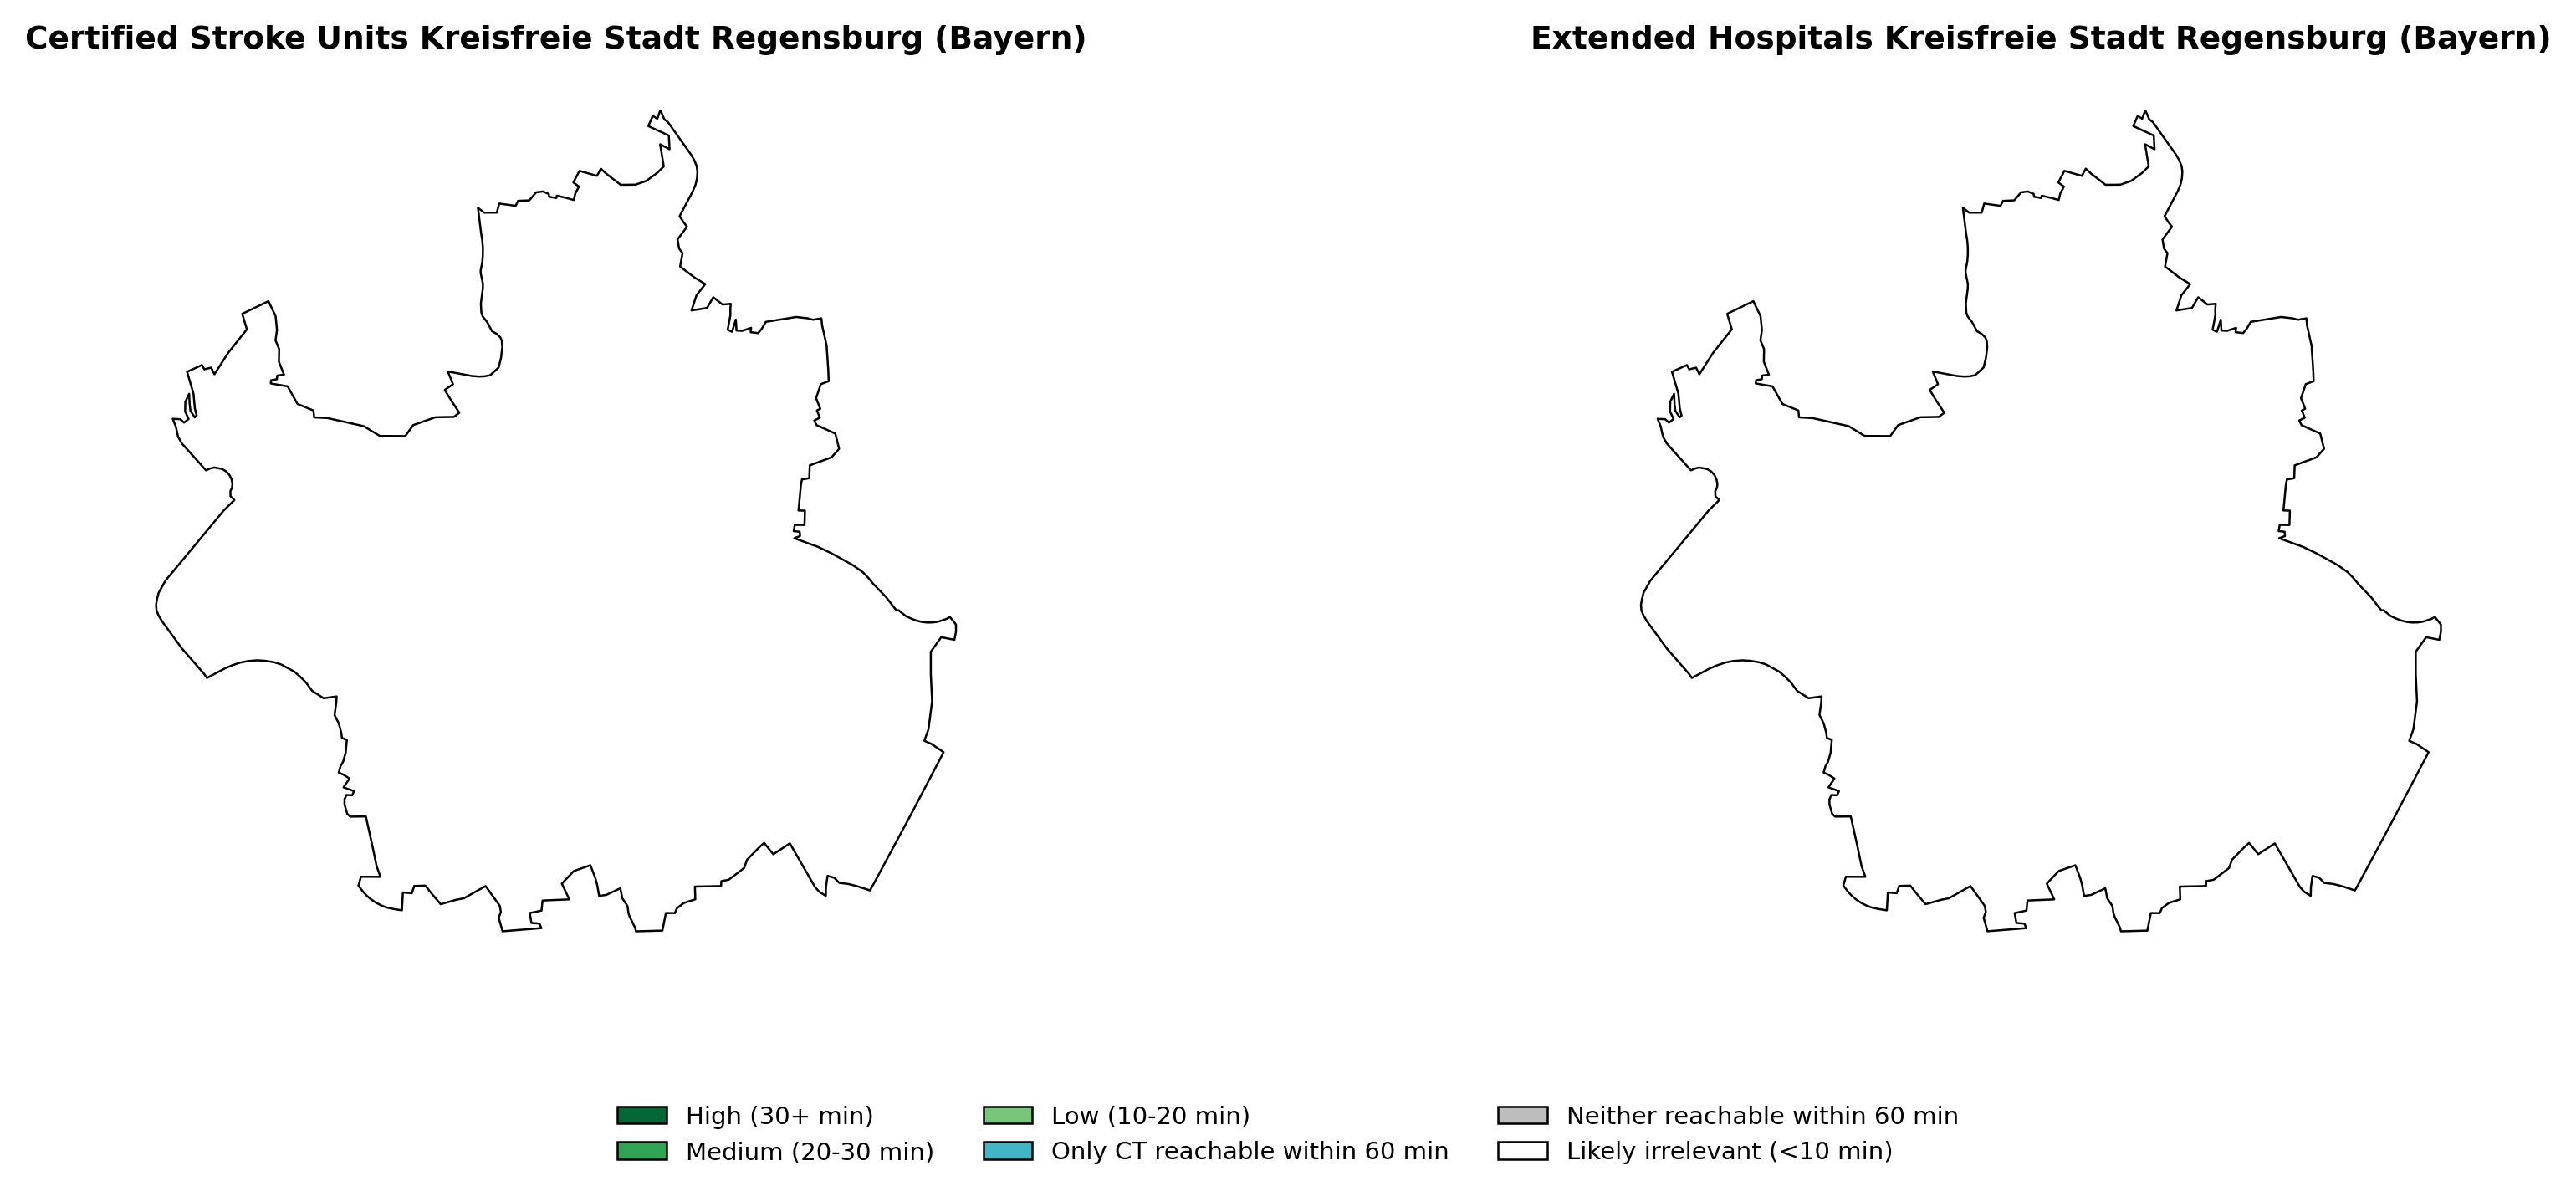 Certified Stroke Units Kreisfreie Stadt Regensburg (Bayern)
Extended Hospitals Kreisfreie Stadt Regensburg (Bayern)
High (30+ min)
Medium (20-30 min)
Low (10-20 min)
Only CT reachable within 60 min
Neither reachable within 60 min
Likely irrelevant (<10 min)